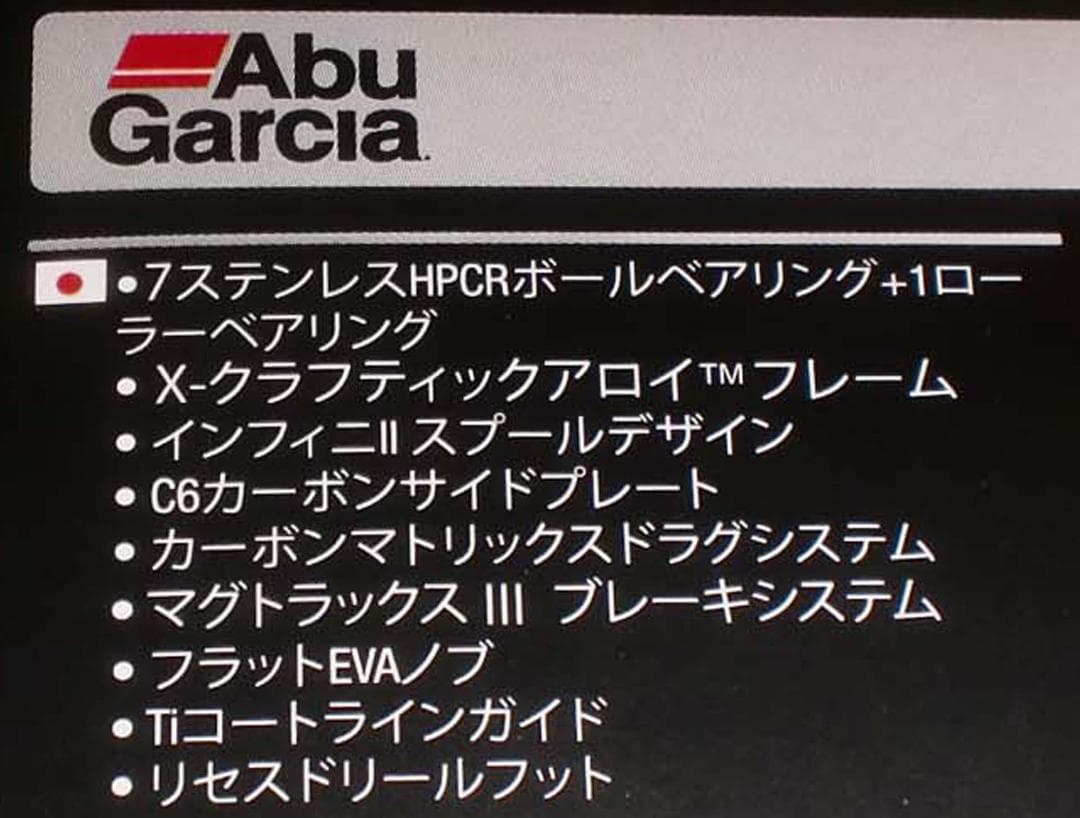 Abu
Garcia
•7ステンレスHPCRボールベアリング+1ロー
ラーベアリング
• X-クラフティックアロイ™フレーム
• インフィニII スプールデザイン
• C6カーボンサイドプレート
• カーボンマトリックスドラグシステム
• マグトラックス III ブレーキシステム
• フラットEVAノブ
• Tiコートラインガイド
• リセスドリールフット